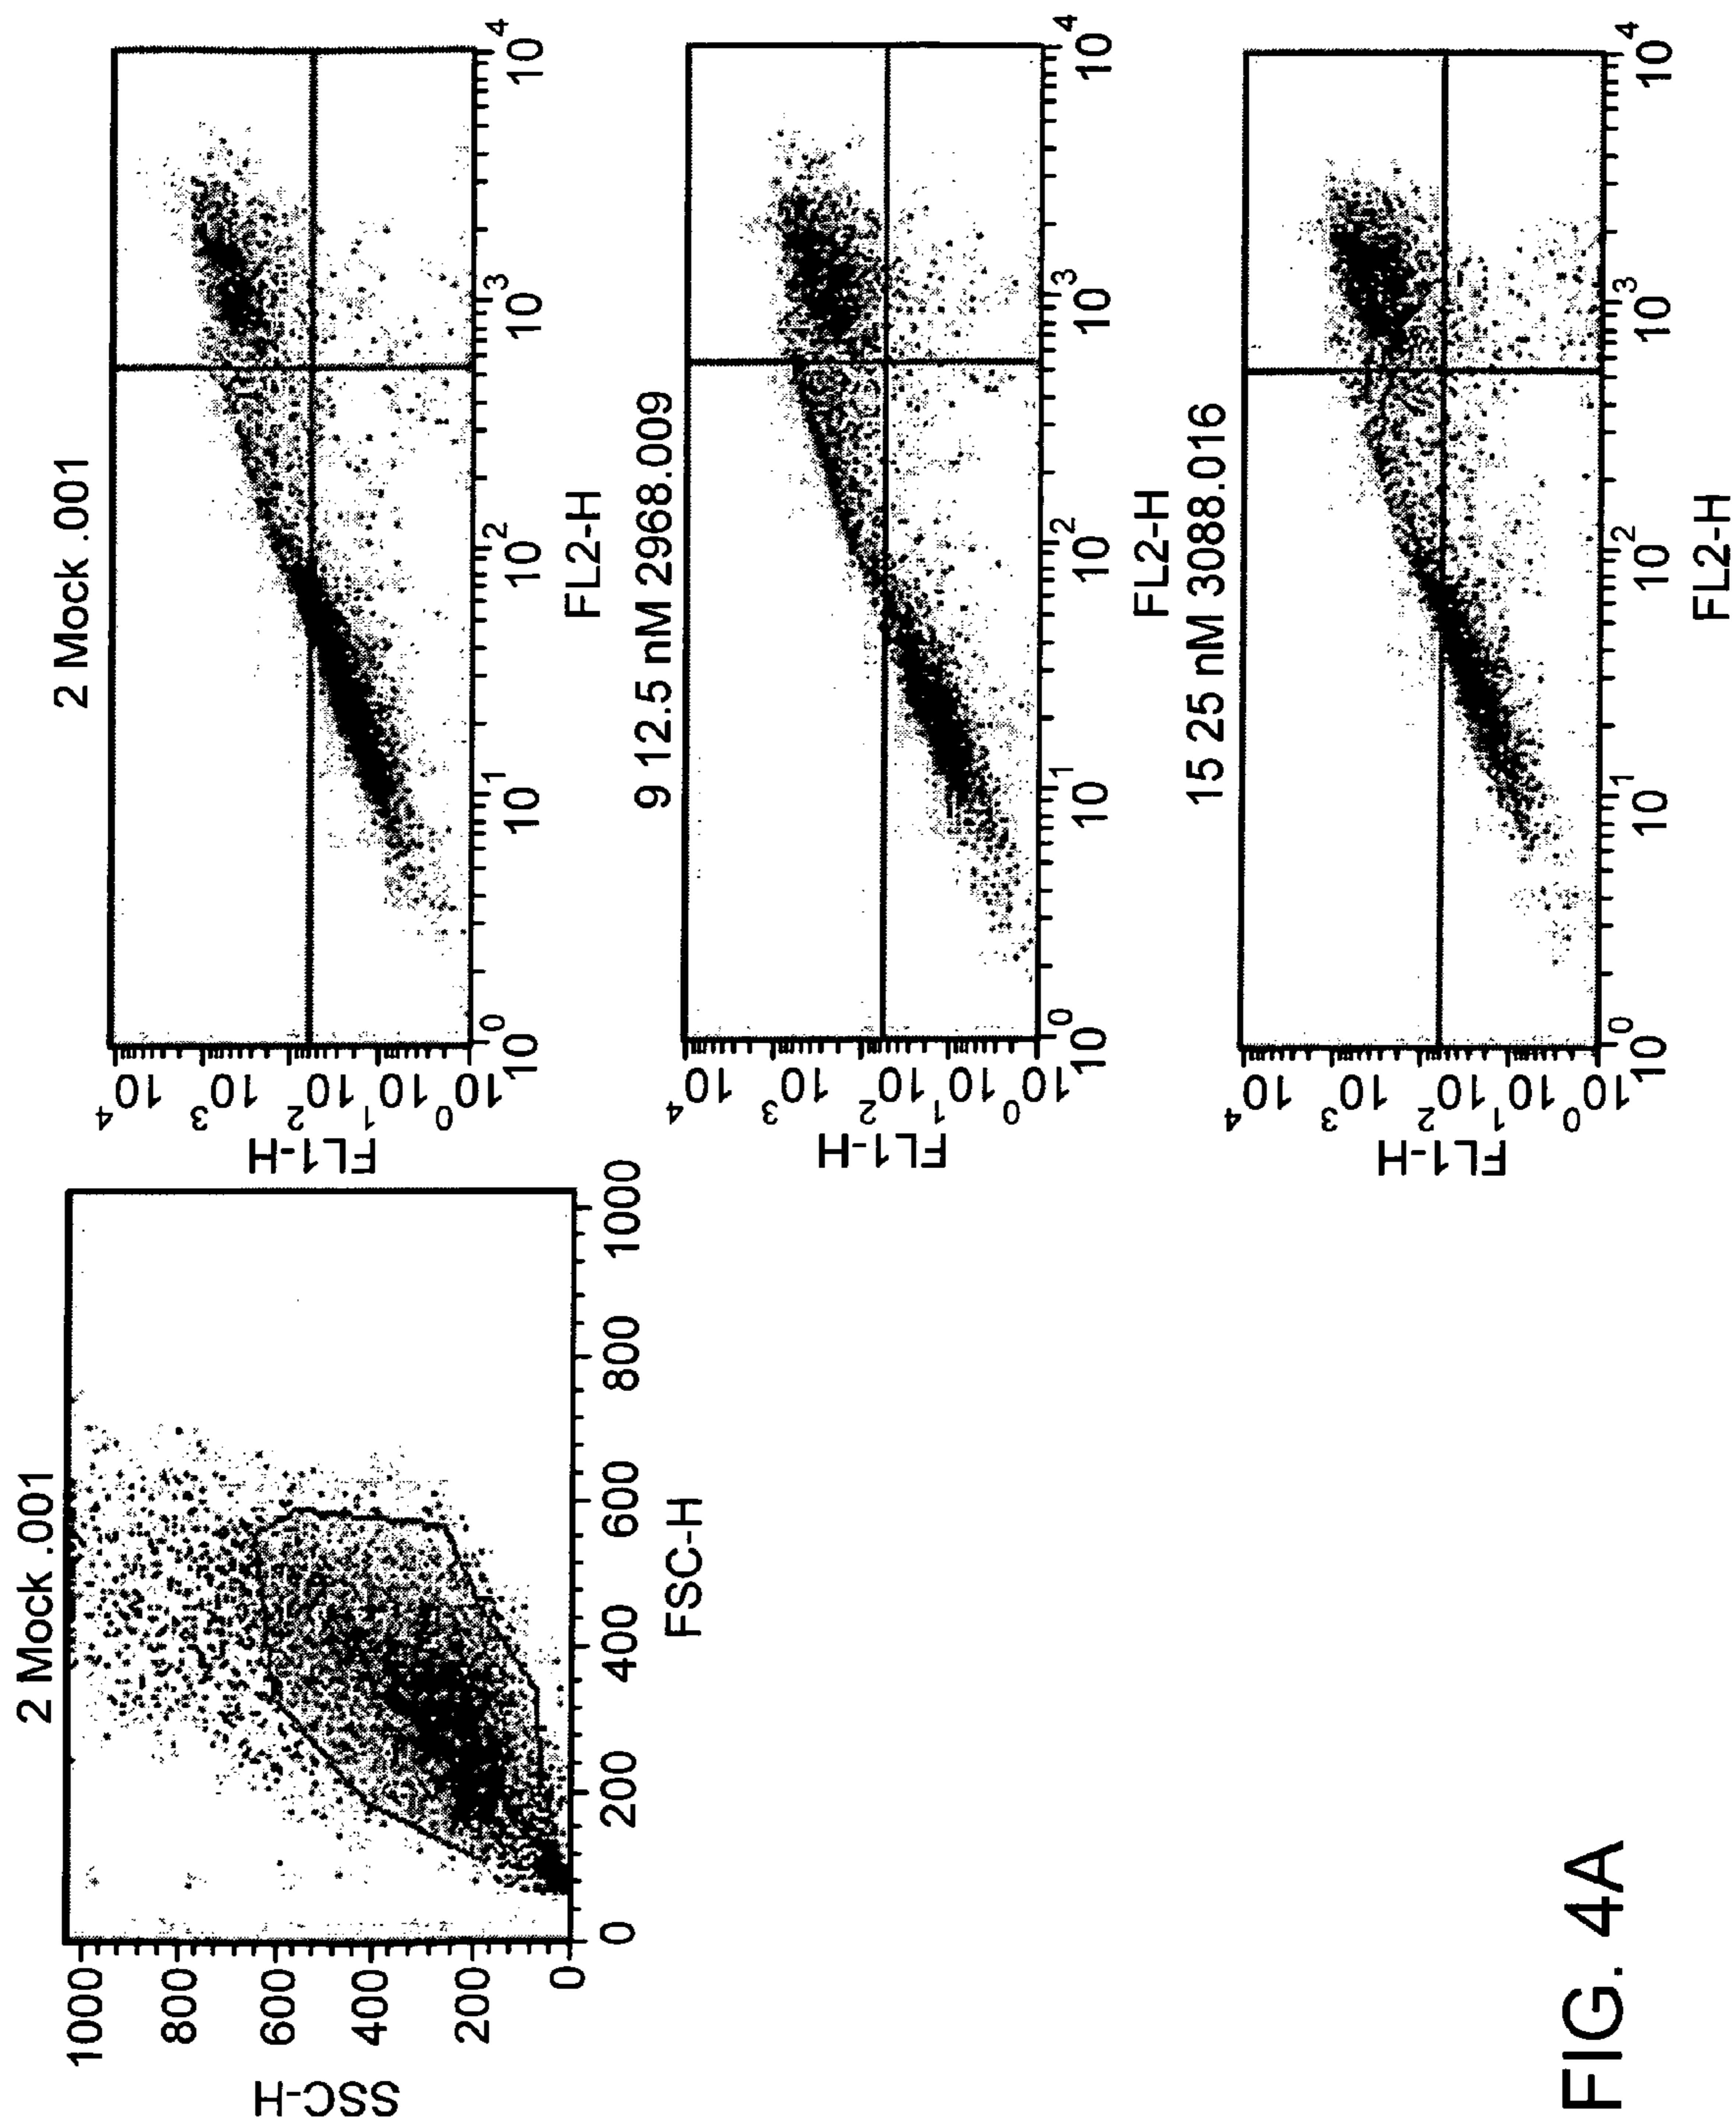 2 Mock .001
1000
800
600
400
200
0
SSC-H
0 200 400 600 800 1000
FSC-H
2 Mock .001
10^4
10^3
10^2
10^1
10^0
FL1-H
10^0 10^1 10^2 10^3 10^4
FL2-H
9 12.5 nM 2968.009
10^4
10^3
10^2
10^1
10^0
FL1-H
10^0 10^1 10^2 10^3 10^4
FL2-H
15 25 nM 3088.016
10^4
10^3
10^2
10^1
10^0
FL1-H
10^0 10^1 10^2 10^3 10^4
FL2-H
FIG. 4A